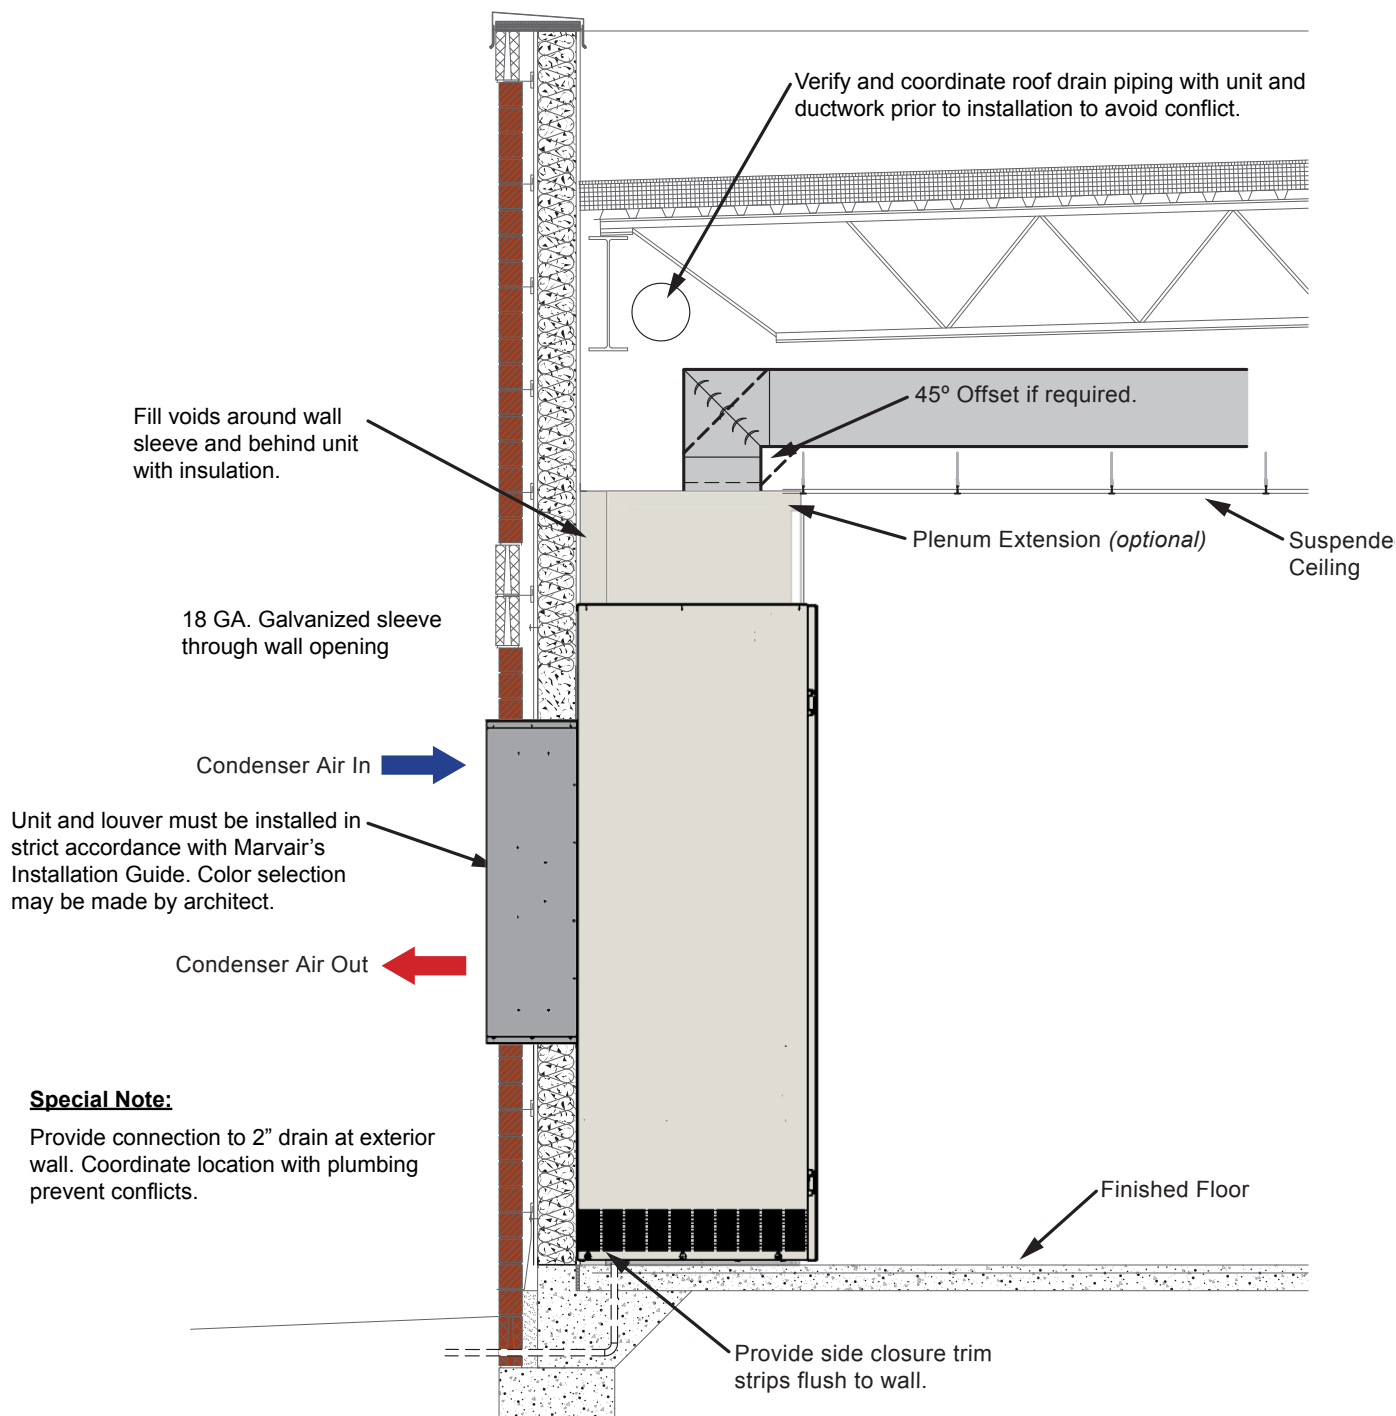 Verify and coordinate roof drain piping with unit and
ductwork prior to installation to avoid conflict.
45º Offset if required.
Fill voids around wall
sleeve and behind unit
with insulation.
Plenum Extension (optional)
Suspende
Ceiling
18 GA. Galvanized sleeve
through wall opening
Condenser Air In
Unit and louver must be installed in
strict accordance with Marvair’s
Installation Guide. Color selection
may be made by architect.
Condenser Air Out
Special Note:
Provide connection to 2” drain at exterior
wall. Coordinate location with plumbing
prevent conflicts.
Finished Floor
Provide side closure trim
strips flush to wall.